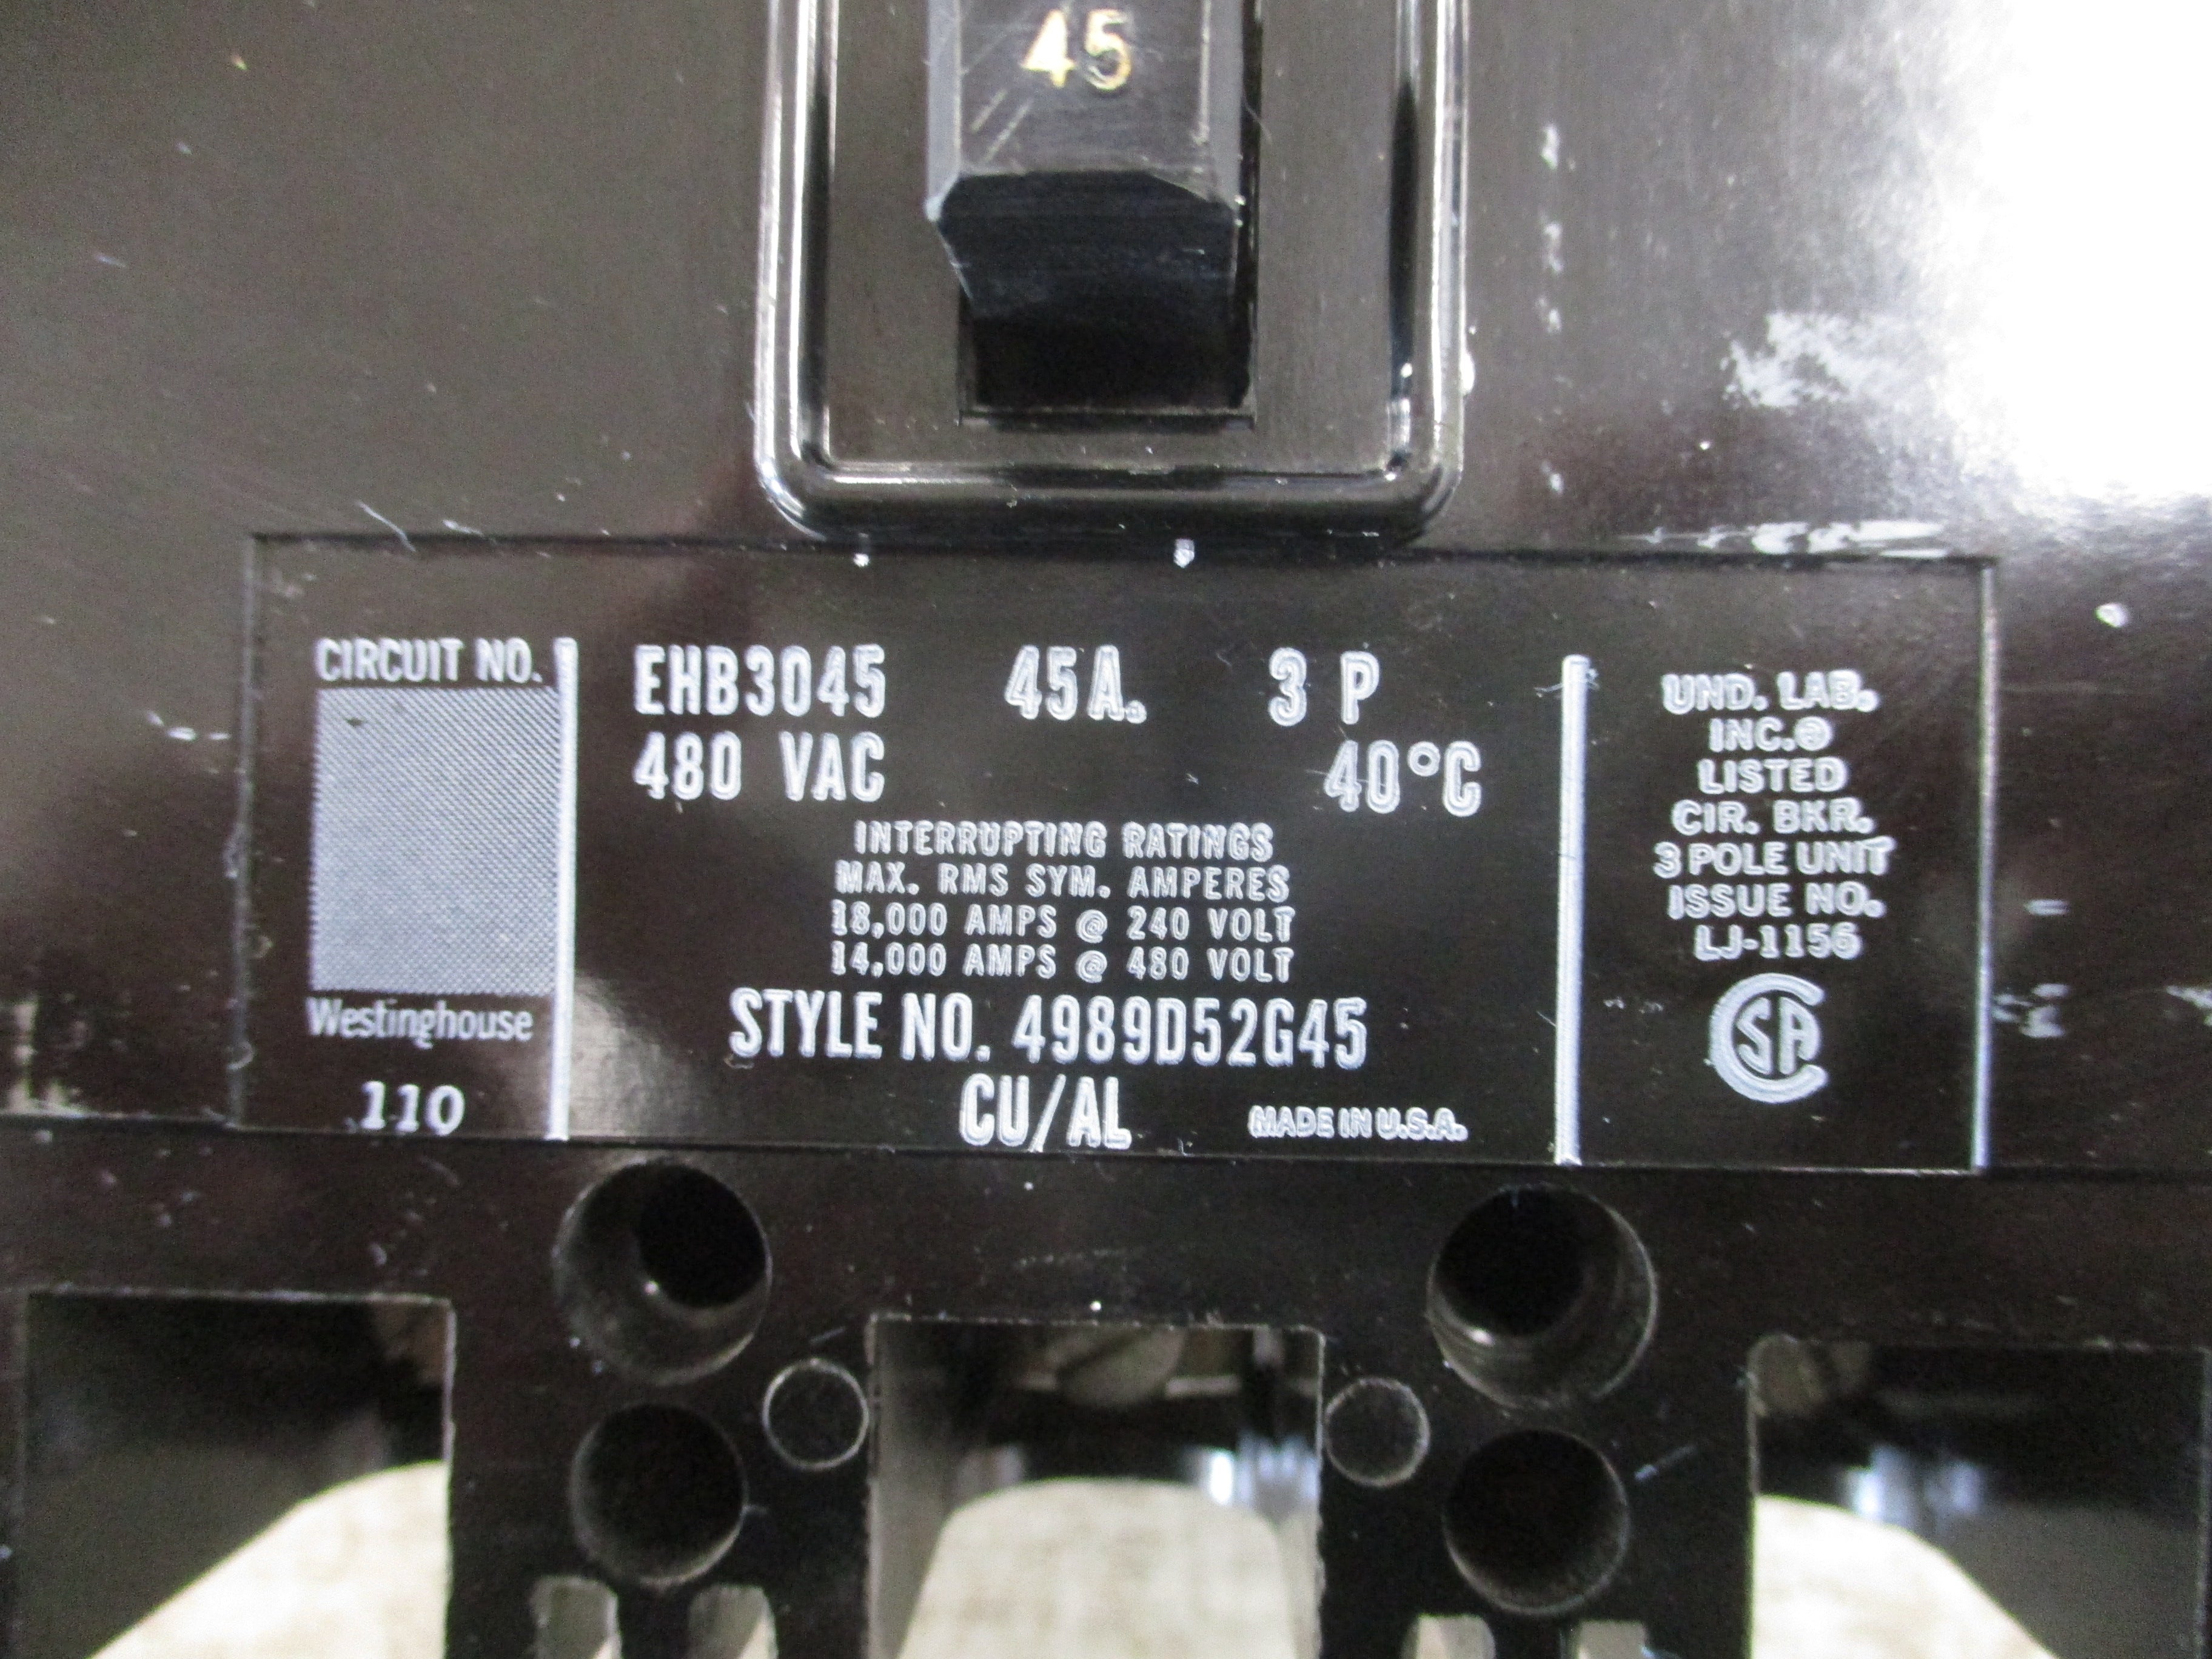 45
CIRCUIT NO.
Westinghouse
110
EHB3045 45A. 3 P
480 VAC 40°C
INTERRUPTING RATINGS
MAX. RMS SYM. AMPERES
18,000 AMPS @ 240 VOLT
14,000 AMPS @ 480 VOLT
STYLE NO. 4989D52G45
CU/AL MADE IN U.S.A.
UND. LAB.
INC.®
LISTED
CIR. BKR.
3 POLE UNIT
ISSUE NO.
LJ-1156
CSA